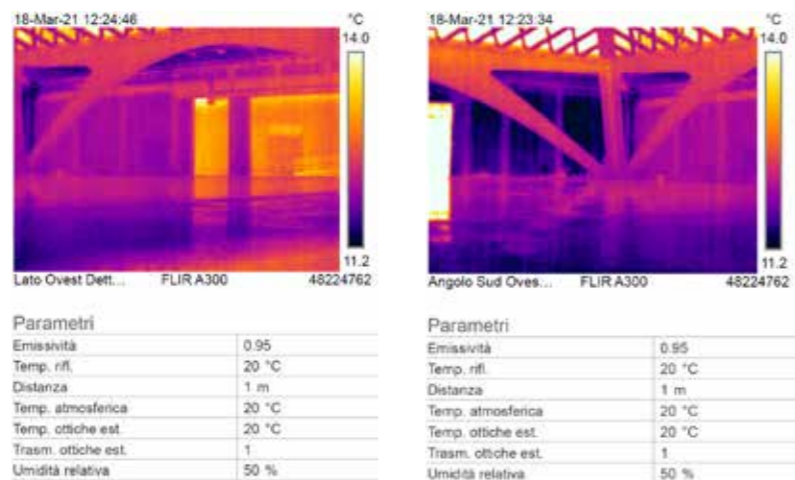 18-Mar-21 12:24:46 °C
14.0
11.2
Lato Ovest Dett... FLIR A300 48224762
Parametri
Emissività 0.95
Temp. rifl. 20 °C
Distanza 1 m
Temp. atmosferica 20 °C
Temp. ottiche est. 20 °C
Trasm. ottiche est. 1
Umidità relativa 50 %
18-Mar-21 12:23:34 °C
14.0
11.2
Angolo Sud Oves... FLIR A300 48224762
Parametri
Emissività 0.95
Temp. rifl. 20 °C
Distanza 1 m
Temp. atmosferica 20 °C
Temp. ottiche est. 20 °C
Trasm. ottiche est. 1
Umidità relativa 50 %